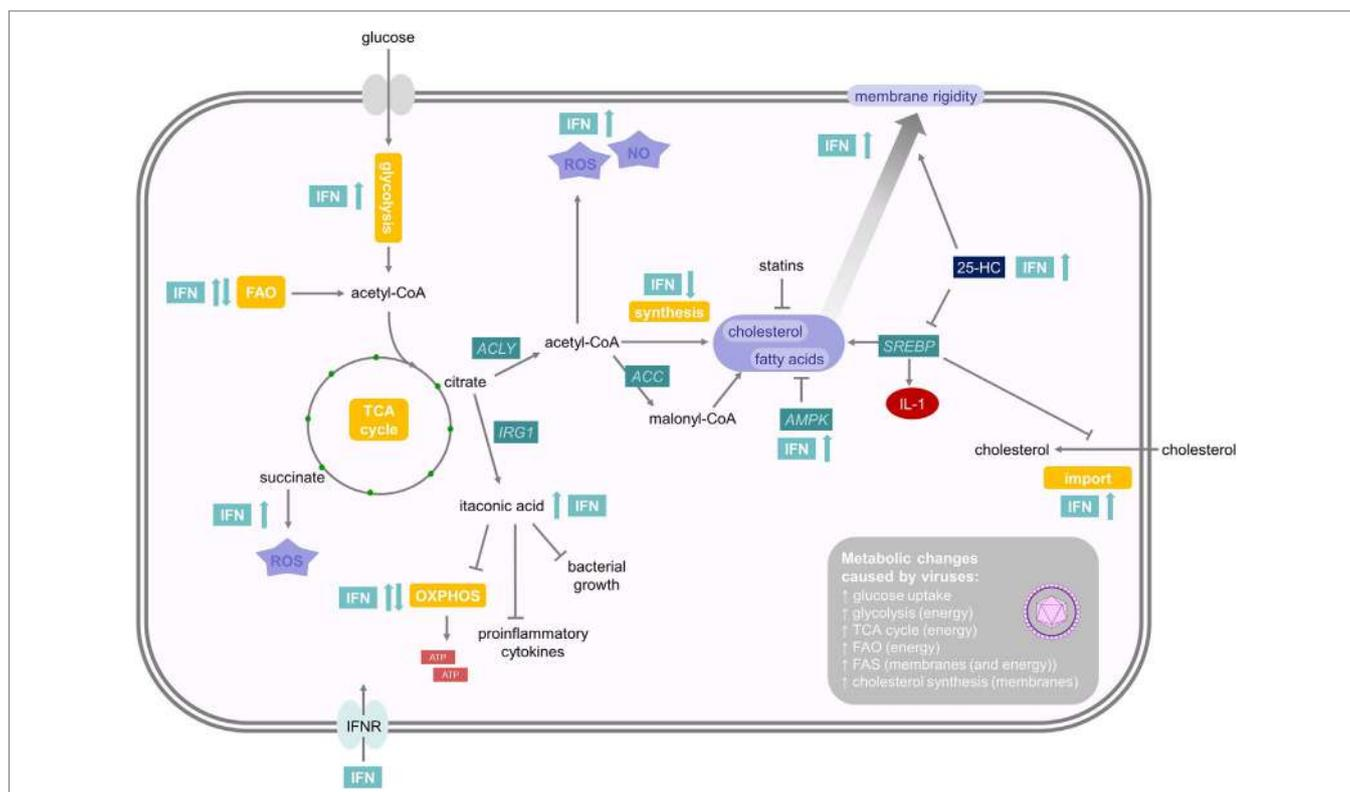 glucose
membrane rigidity
IFN
ROS
NO
IFN
glycolysis
IFN
IFN
FAO
acetyl-CoA
statins
25-HC
IFN
IFN
synthesis
cholesterol
fatty acids
acetyl-CoA
ACLY
SREBP
citrate
ACC
IL-1
TCA
cycle
malonyl-CoA
AMPK
IFN
IRG1
cholesterol
cholesterol
import
IFN
succinate
IFN
ROS
itaconic acid
IFN
bacterial
growth
IFN
OXPHOS
proinflammatory
cytokines
ATP
ATP
Metabolic changes
caused by viruses:
↑ glucose uptake
↑ glycolysis (energy)
↑ TCA cycle (energy)
↑ FAO (energy)
↑ FAS (membranes (and energy))
↑ cholesterol synthesis (membranes)
IFNR
IFN